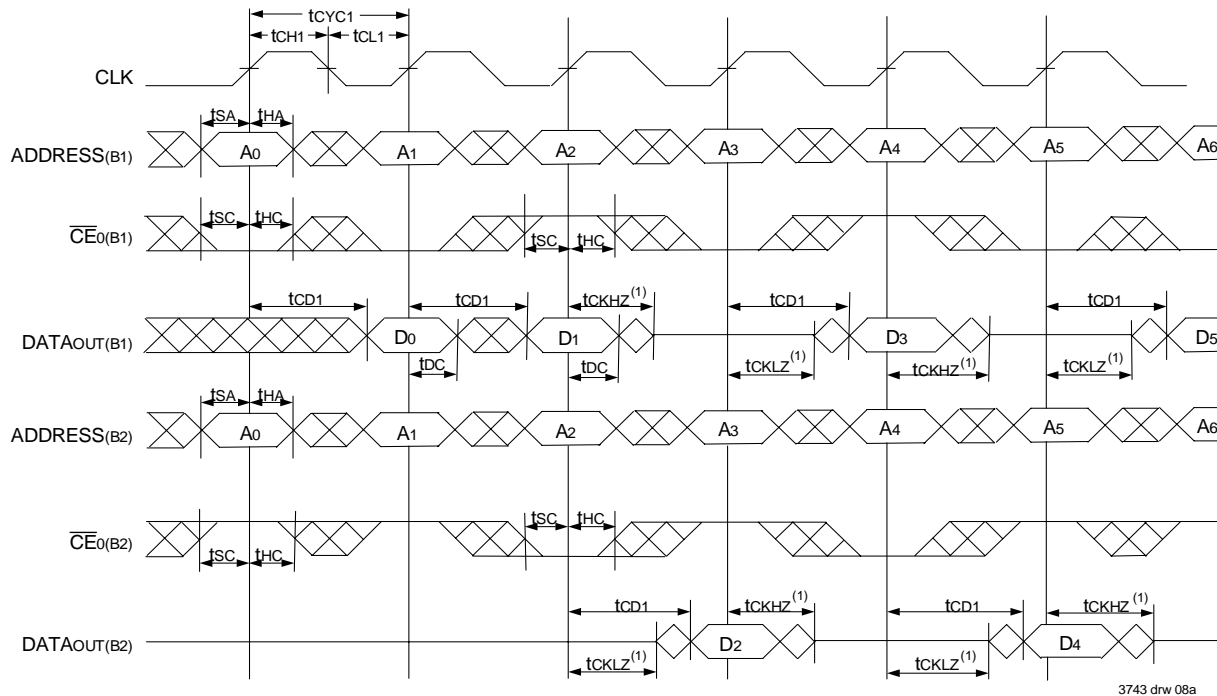 tCYC1
tCH1 tCL1
CLK
tSA tHA
ADDRESS(B1) A0 A1 A2 A3 A4 A5 A6
tSC tHC
CE0(B1)
tSC tHC
tCD1 tCD1 tCKHZ(1) tCD1 tCD1
DATAOUT(B1) D0 D1 D3 D5
tDC tDC tCKLZ(1) tCKHZ(1) tCKLZ(1)
tSA tHA
ADDRESS(B2) A0 A1 A2 A3 A4 A5 A6
tSC tHC
CE0(B2)
tSC tHC
tCD1 tCKHZ(1) tCD1 tCKHZ(1)
DATAOUT(B2) D2 D4
tCKLZ(1) tCKLZ(1)
3743 drw 08a